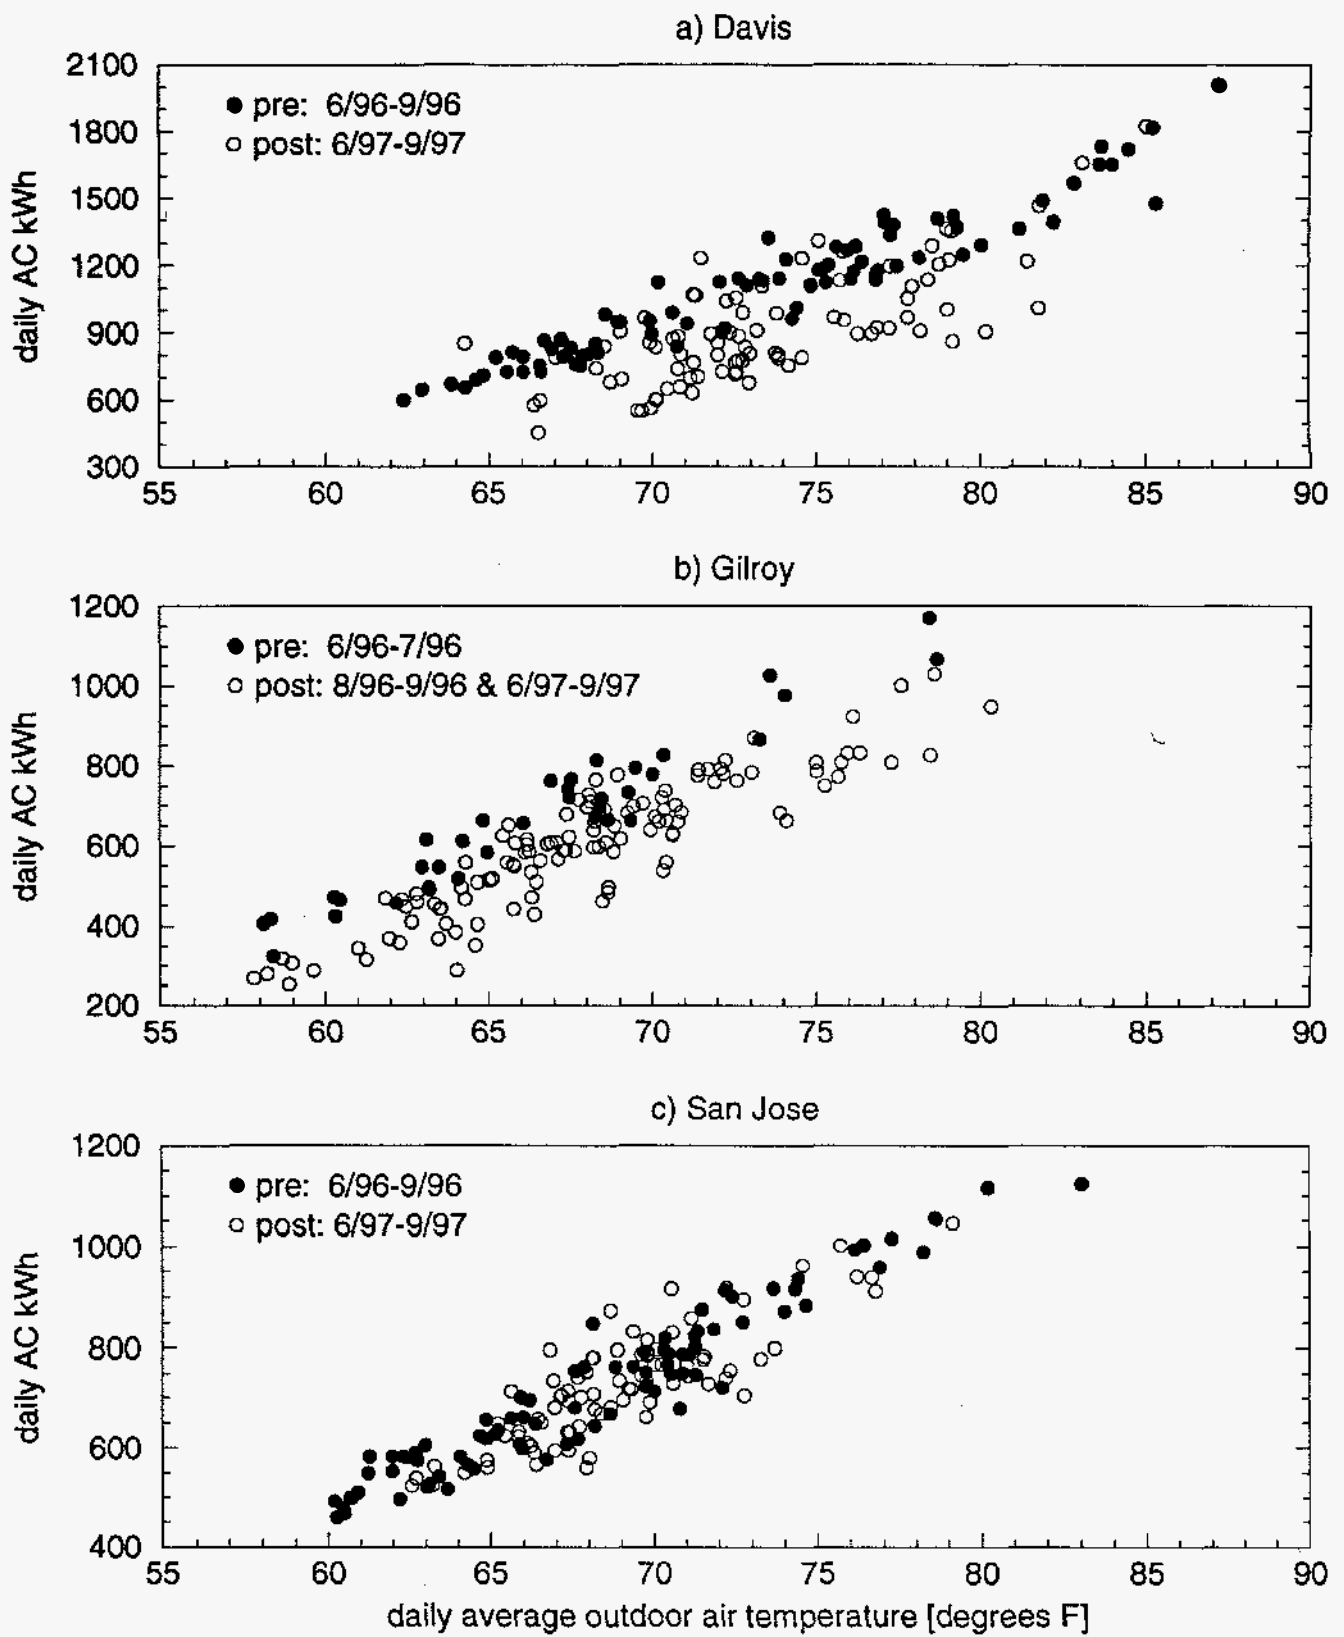 a) Davis
2100
1800
1500
1200
900
600
300
daily AC kWh
pre: 6/96-9/96
post: 6/97-9/97
55 60 65 70 75 80 85 90
b) Gilroy
1200
1000
800
600
400
200
daily AC kWh
pre: 6/96-7/96
post: 8/96-9/96 & 6/97-9/97
55 60 65 70 75 80 85 90
c) San Jose
1200
1000
800
600
400
daily AC kWh
pre: 6/96-9/96
post: 6/97-9/97
55 60 65 70 75 80 85 90
daily average outdoor air temperature [degrees F]